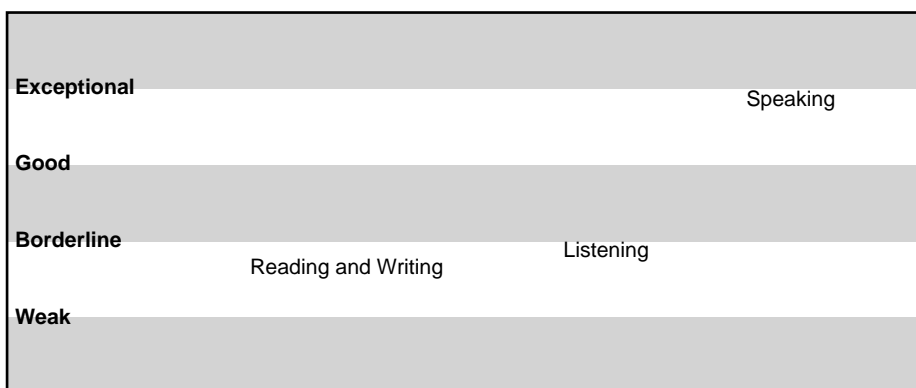 Exceptional
Speaking
Good
Borderline
Listening
Reading and Writing
Weak